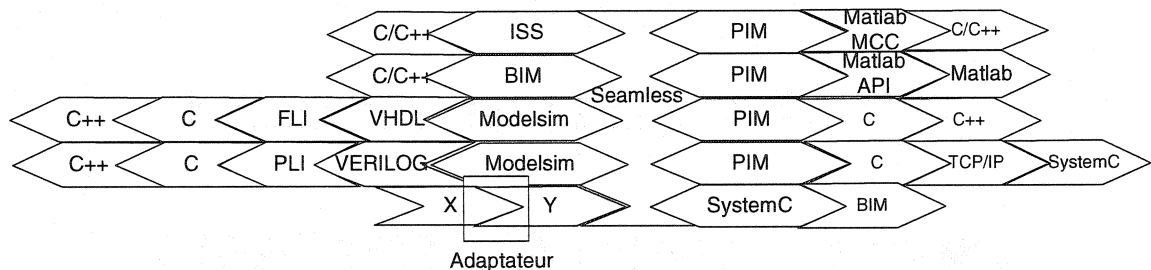 C/C++ ISS PIM Matlab MCC C/C++
C/C++ BIM PIM Matlab API Matlab
Seamless
C++ C FLI VHDL Modelsim PIM C C++
C++ C PLI VERILOG Modelsim PIM C TCP/IP SystemC
X Y SystemC BIM
Adaptateur